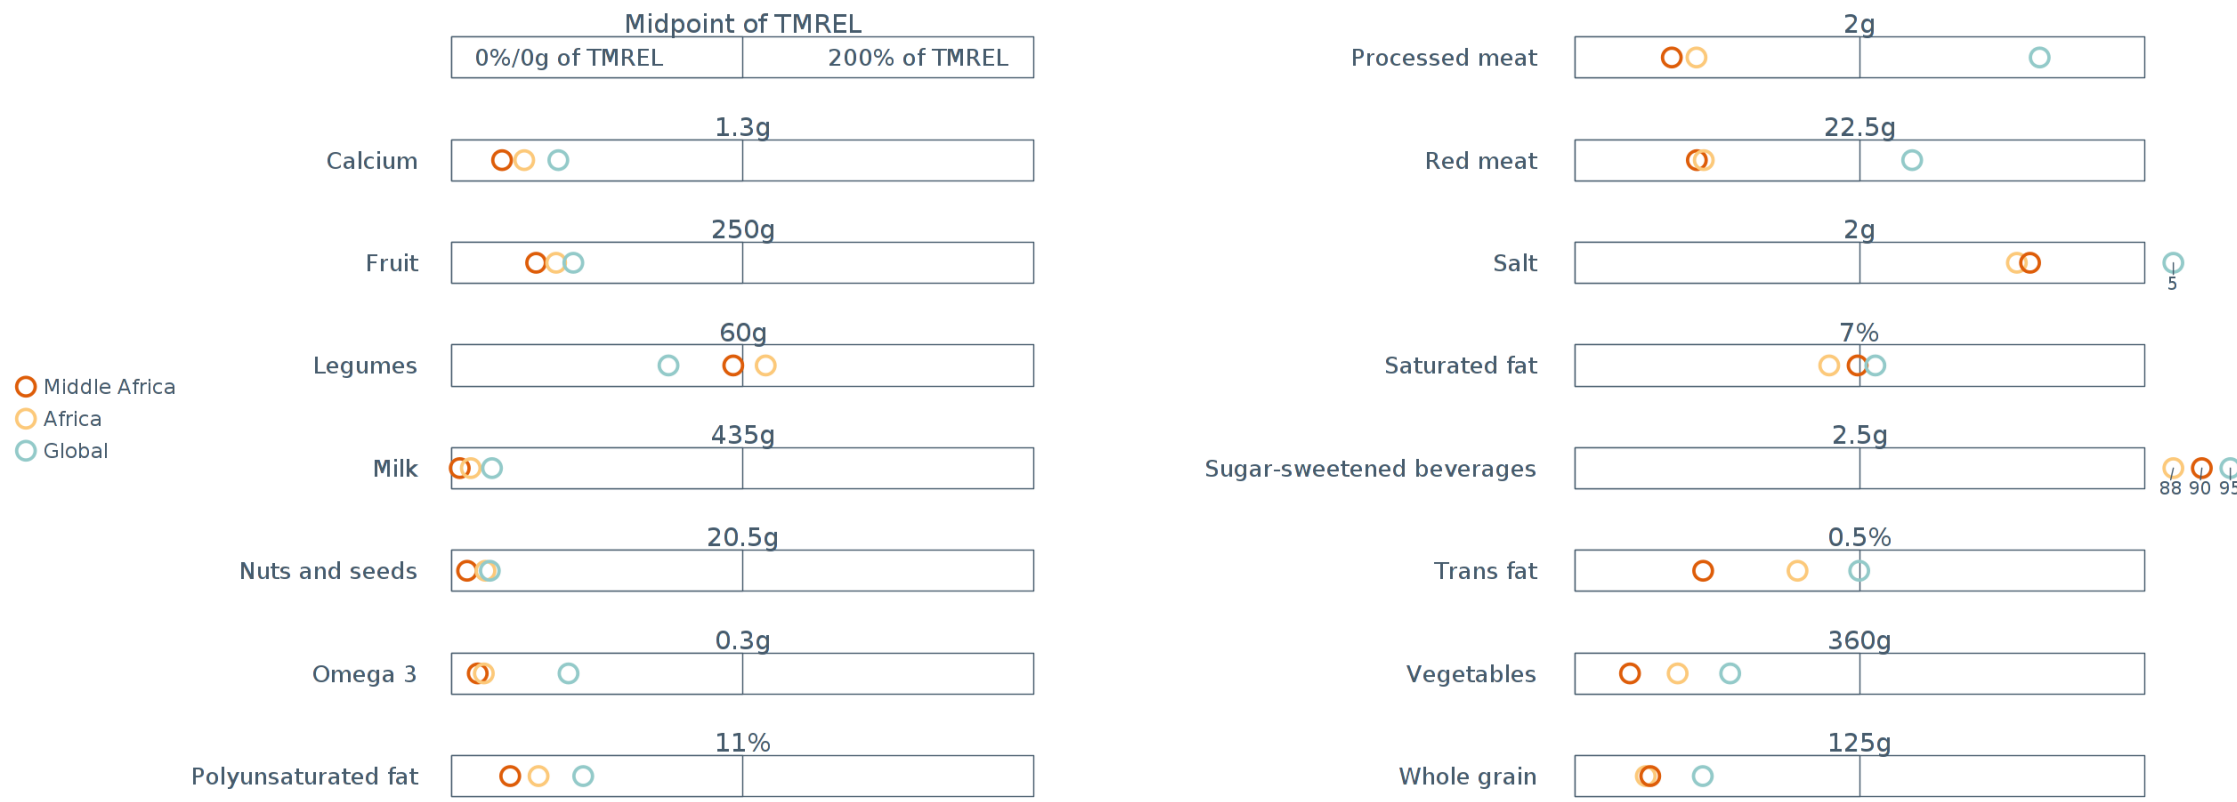 Midpoint of TMREL
0%/0g of TMREL 200% of TMREL
Calcium 1.3g
Fruit 250g
Legumes 60g
Milk 435g
Nuts and seeds 20.5g
Omega 3 0.3g
Polyunsaturated fat 11%
Middle Africa
Africa
Global
Processed meat 2g
Red meat 22.5g
Salt 2g
5
Saturated fat 7%
Sugar-sweetened beverages 2.5g
88 90 95
Trans fat 0.5%
Vegetables 360g
Whole grain 125g